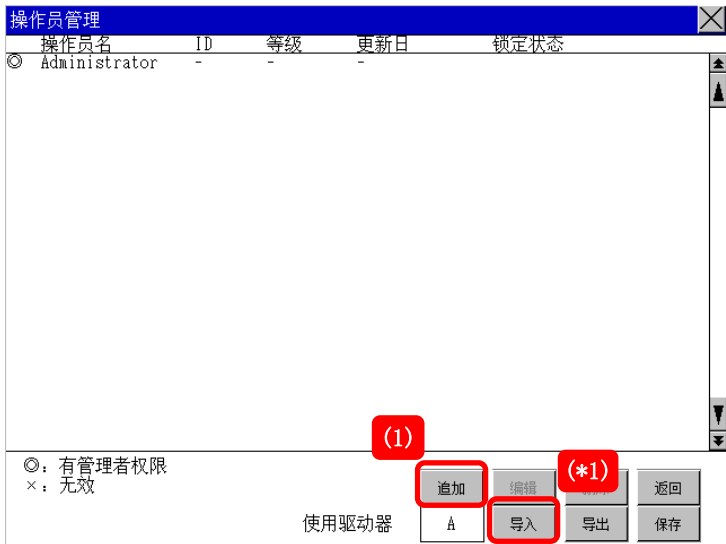 操作员管理
操作员名 ID 等级 更新日 锁定状态
◎ Administrator - - -
(1)
◎: 有管理者权限
×: 无效
(*1)
追加 编辑 返回
使用驱动器 A 导入 导出 保存